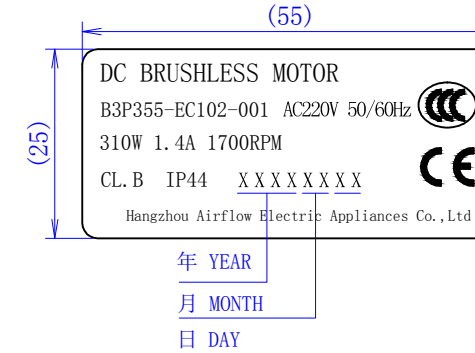 (55)
(25)
DC BRUSHLESS MOTOR
B3P355-EC102-001 AC220V 50/60Hz
310W 1.4A 1700RPM
CL.B IP44 XXXXXXXX
Hangzhou Airflow Electric Appliances Co.,Ltd
年 YEAR
月 MONTH
日 DAY